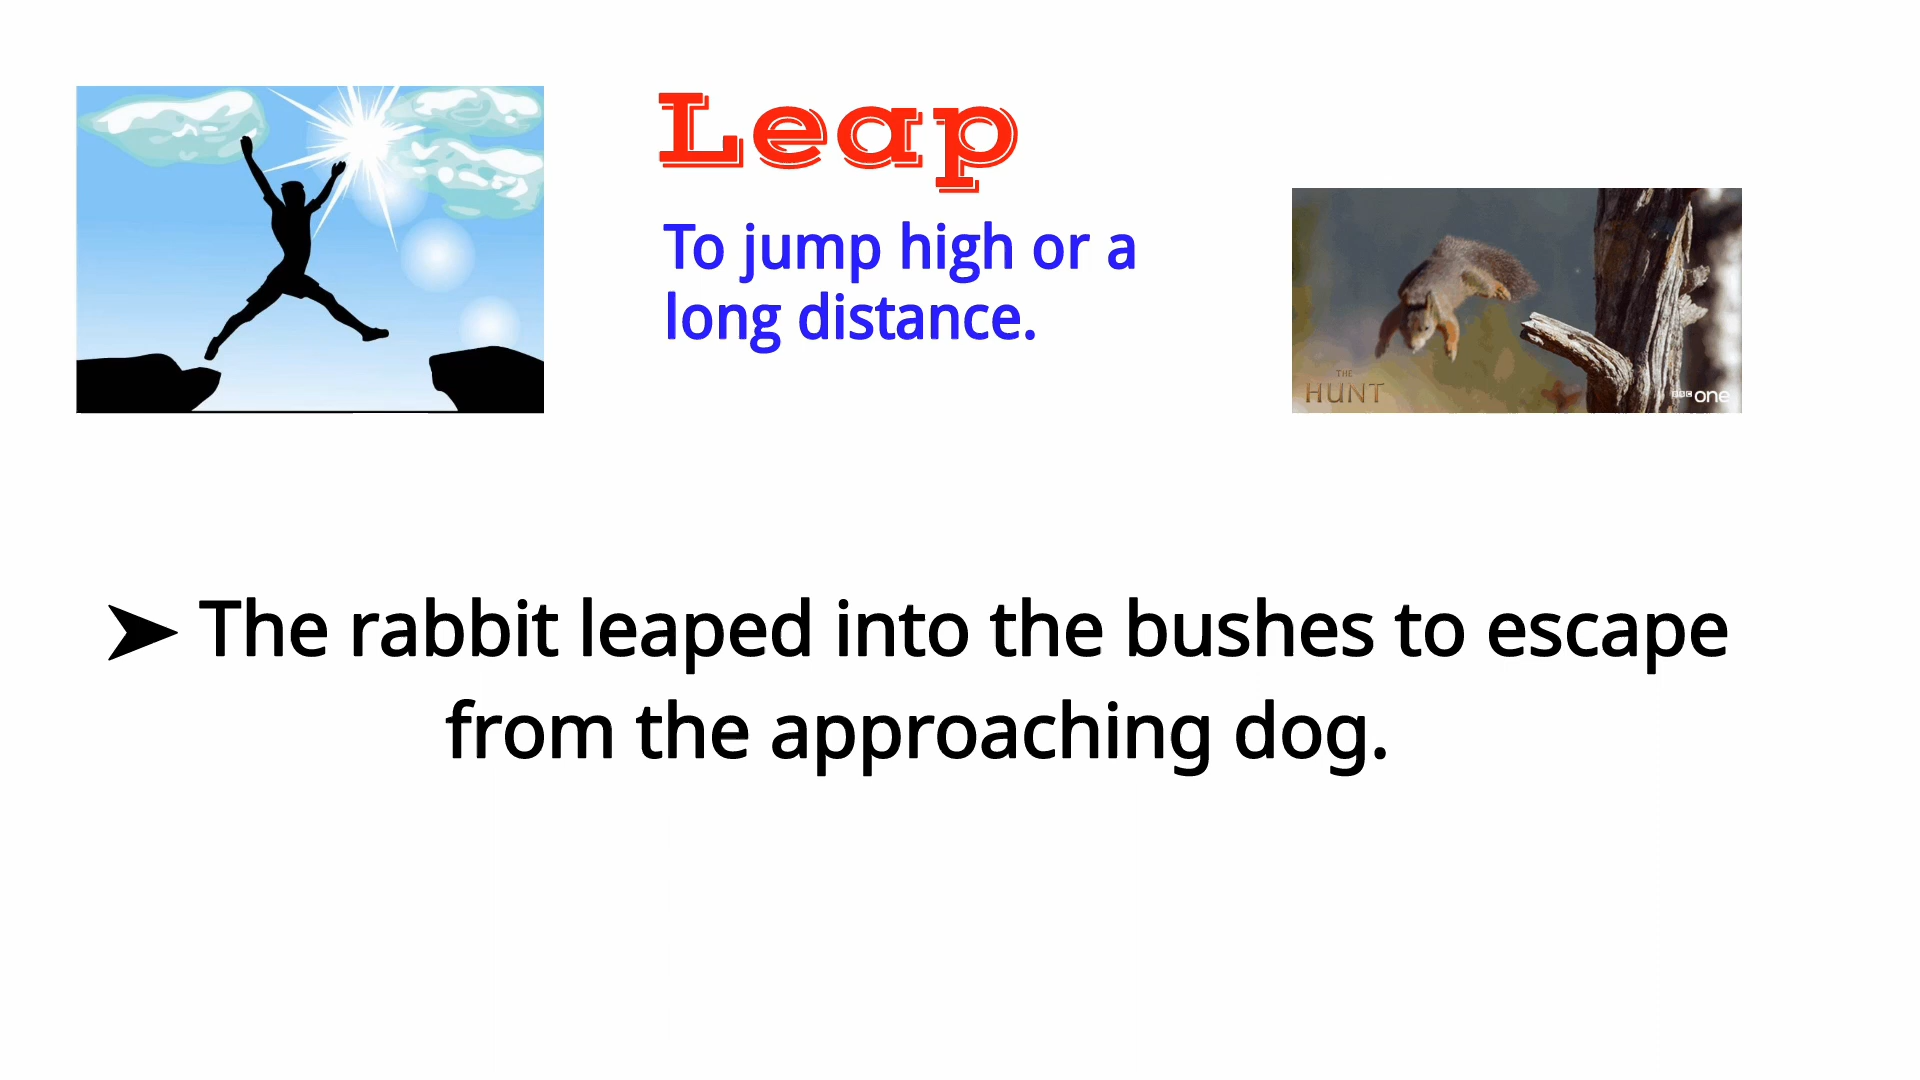 Leap
To jump high or a
long distance.
THE
HUNT
BBC one
➤ The rabbit leaped into the bushes to escape
from the approaching dog.